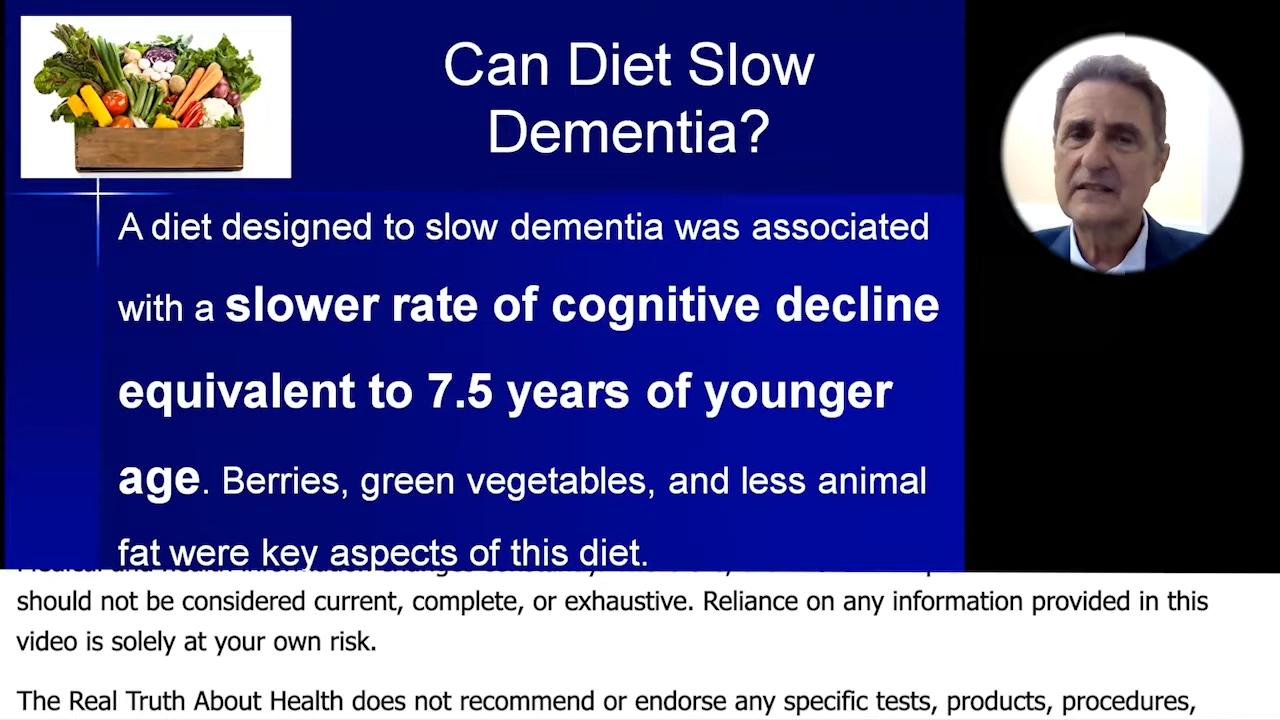 Can Diet Slow
Dementia?
A diet designed to slow dementia was associated
with a slower rate of cognitive decline
equivalent to 7.5 years of younger
age. Berries, green vegetables, and less animal
fat were key aspects of this diet.
should not be considered current, complete, or exhaustive. Reliance on any information provided in this
video is solely at your own risk.
The Real Truth About Health does not recommend or endorse any specific tests, products, procedures,